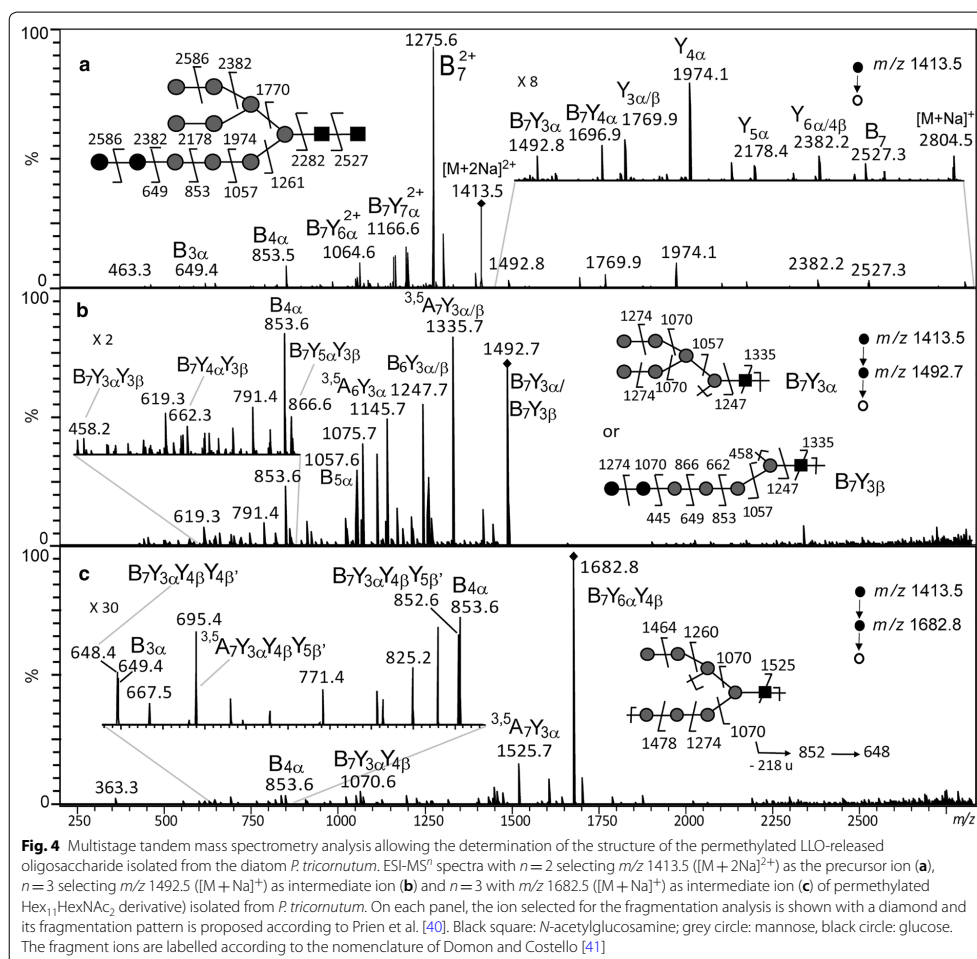 100
a
2586
2382
1770
2586 2382 2178 1974
649 853 1057 1261
2282 2527
%
0
463.3
B3α
649.4
B4α
853.5
B7Y6α 2+
1064.6
B7Y7α 2+
1166.6
1275.6
B7 2+
[M+2Na]2+
1413.5
1492.8
1769.9
1974.1
2382.2
2527.3
X 8
B7Y3α
1492.8
B7Y4α
1696.9
Y3α/β
1769.9
Y4α
1974.1
Y5α
2178.4
Y6α/4β
2382.2
B7
2527.3
[M+Na]+
2804.5
m/z 1413.5
100
b
X 2
%
0
B7Y3αY3β
458.2
619.3
B7Y4αY3β
662.3
791.4
B4α
853.6
B7Y5αY3β
866.6
619.3
791.4
853.6
1057.6
B5α
1075.7
3,5A6Y3α
1145.7
B6Y3α/β
1247.7
3,5A7Y3α/β
1335.7
1492.7
B7Y3α/
B7Y3β
1274 1070
1057
1335
1274 1070
1247
B7Y3α
or
458
1335
1274 1070 866 662
445 649 853 1057
1247
B7Y3β
m/z 1413.5
m/z 1492.7
100
c
X 30
%
0
B7Y3αY4βY4β'
648.4
B3α
649.4
667.5
695.4
3,5A7Y3αY4βY5β'
771.4
825.2
B7Y3αY4βY5β'
852.6
B4α
853.6
363.3
B4α
853.6
B7Y3αY4β
1070.6
3,5A7Y3α
1525.7
1682.8
B7Y6αY4β
1464 1260
1070
1525
1478 1274
1070
- 218 u
852
648
m/z 1413.5
m/z 1682.8
250 500 750 1000 1250 1500 1750 2000 2250 2500 2750 m/z
Fig. 4 Multistage tandem mass spectrometry analysis allowing the determination of the structure of the permethylated LLO-released
oligosaccharide isolated from the diatom P. tricornutum. ESI-MSn spectra with n = 2 selecting m/z 1413.5 ([M + 2Na]2+) as the precursor ion (a),
n = 3 selecting m/z 1492.5 ([M + Na]+) as intermediate ion (b) and n = 3 with m/z 1682.5 ([M + Na]+) as intermediate ion (c) of permethylated
Hex11HexNAc2 derivative) isolated from P. tricornutum. On each panel, the ion selected for the fragmentation analysis is shown with a diamond and
its fragmentation pattern is proposed according to Prien et al. [40]. Black square: N-acetylglucosamine; grey circle: mannose, black circle: glucose.
The fragment ions are labelled according to the nomenclature of Domon and Costello [41]